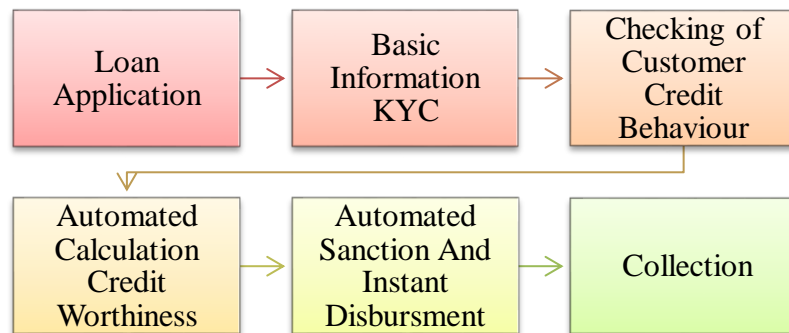 Loan
Application
Basic
Information
KYC
Checking of
Customer
Credit
Behaviour
Automated
Calculation
Credit
Worthiness
Automated
Sanction And
Instant
Disbursment
Collection